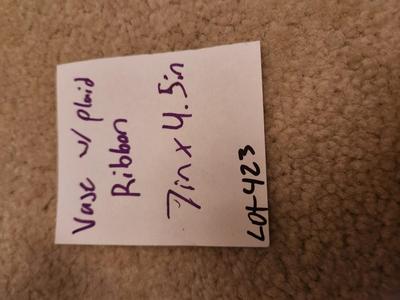 Vase w/ plaid
Ribbon
7in x 4.5in
Lot 423